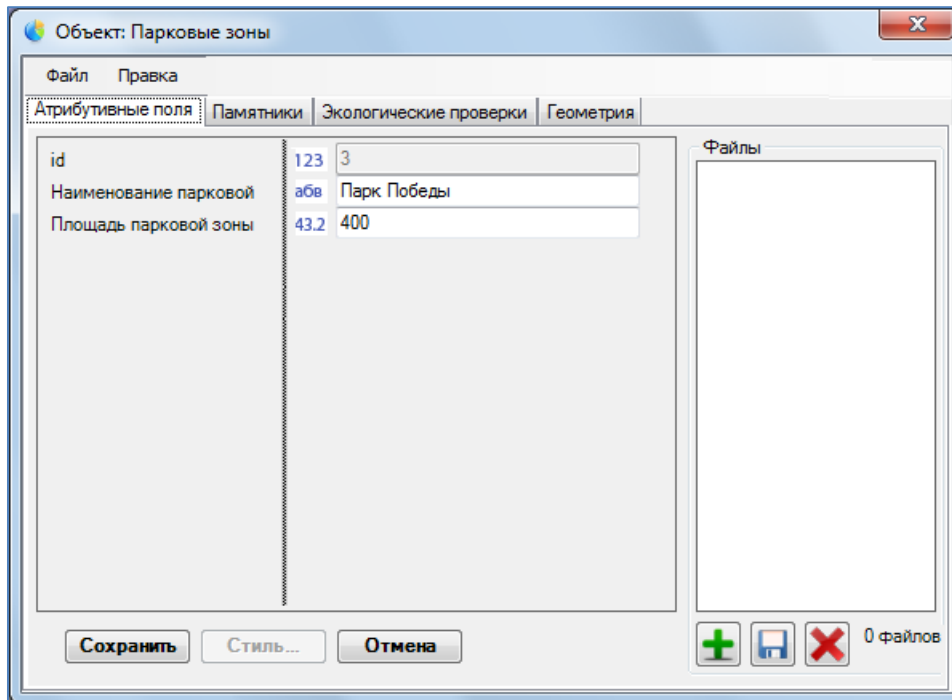 Объект: Парковые зоны
x
Файл Правка
Атрибутивные поля Памятники Экологические проверки Геометрия
id 123 3
Наименование парковой абв Парк Победы
Площадь парковой зоны 43.2 400
Файлы
Сохранить Стиль... Отмена
0 файлов